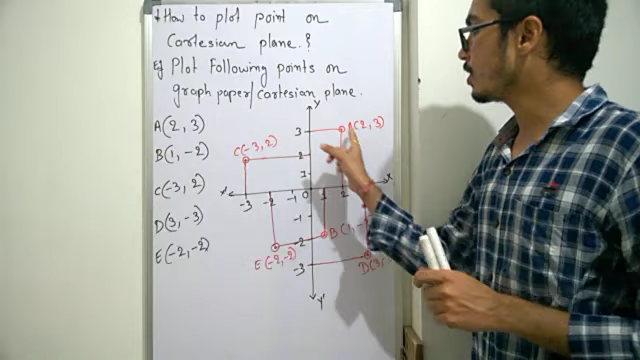 * How to plot point on
Cartesian plane.?
Eg Plot Following points on
graph paper/cartesian plane.
A(2, 3)
B(1, -2)
C(-3, 2)
D(3, -3)
E(-2, -2)
Y
3
A(2, 3)
C(-3, 2)
2
1
X' -3 -2 -1 0 1 2 X
-1
-2
B(1, -
E(-2, -2)
-3
D(3,
Y'